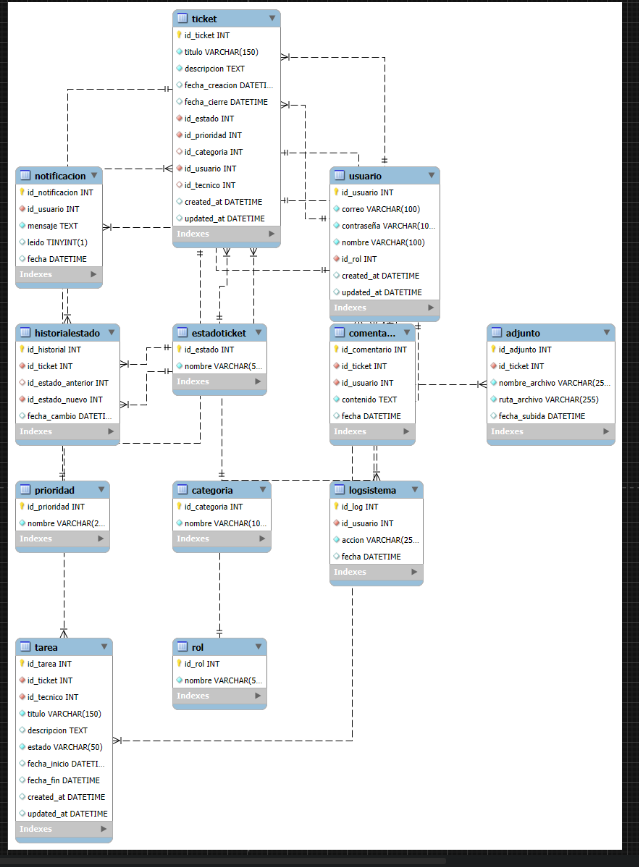 ticket
id_ticket INT
titulo VARCHAR(150)
descripcion TEXT
fecha_creacion DATETI...
fecha_cierre DATETIME
id_estado INT
id_prioridad INT
id_categoria INT
id_usuario INT
id_tecnico INT
created_at DATETIME
updated_at DATETIME
Indexes
notificacion
id_notificacion INT
id_usuario INT
mensaje TEXT
leido TINYINT(1)
fecha DATETIME
Indexes
usuario
id_usuario INT
correo VARCHAR(100)
contraseña VARCHAR(10...
nombre VARCHAR(100)
id_rol INT
created_at DATETIME
updated_at DATETIME
Indexes
historialestado
id_historial INT
id_ticket INT
id_estado_anterior INT
id_estado_nuevo INT
fecha_cambio DATETI...
Indexes
estadoticket
id_estado INT
nombre VARCHAR(5...
Indexes
comenta...
id_comentario INT
id_ticket INT
id_usuario INT
contenido TEXT
fecha DATETIME
Indexes
adjunto
id_adjunto INT
id_ticket INT
nombre_archivo VARCHAR(25...
ruta_archivo VARCHAR(255)
fecha_subida DATETIME
Indexes
prioridad
id_prioridad INT
nombre VARCHAR(2...
Indexes
categoria
id_categoria INT
nombre VARCHAR(10...
Indexes
logsistema
id_log INT
id_usuario INT
accion VARCHAR(25...
fecha DATETIME
Indexes
tarea
id_tarea INT
id_ticket INT
id_tecnico INT
titulo VARCHAR(150)
descripcion TEXT
estado VARCHAR(50)
fecha_inicio DATETI...
fecha_fin DATETIME
created_at DATETIME
updated_at DATETIME
Indexes
rol
id_rol INT
nombre VARCHAR(5...
Indexes